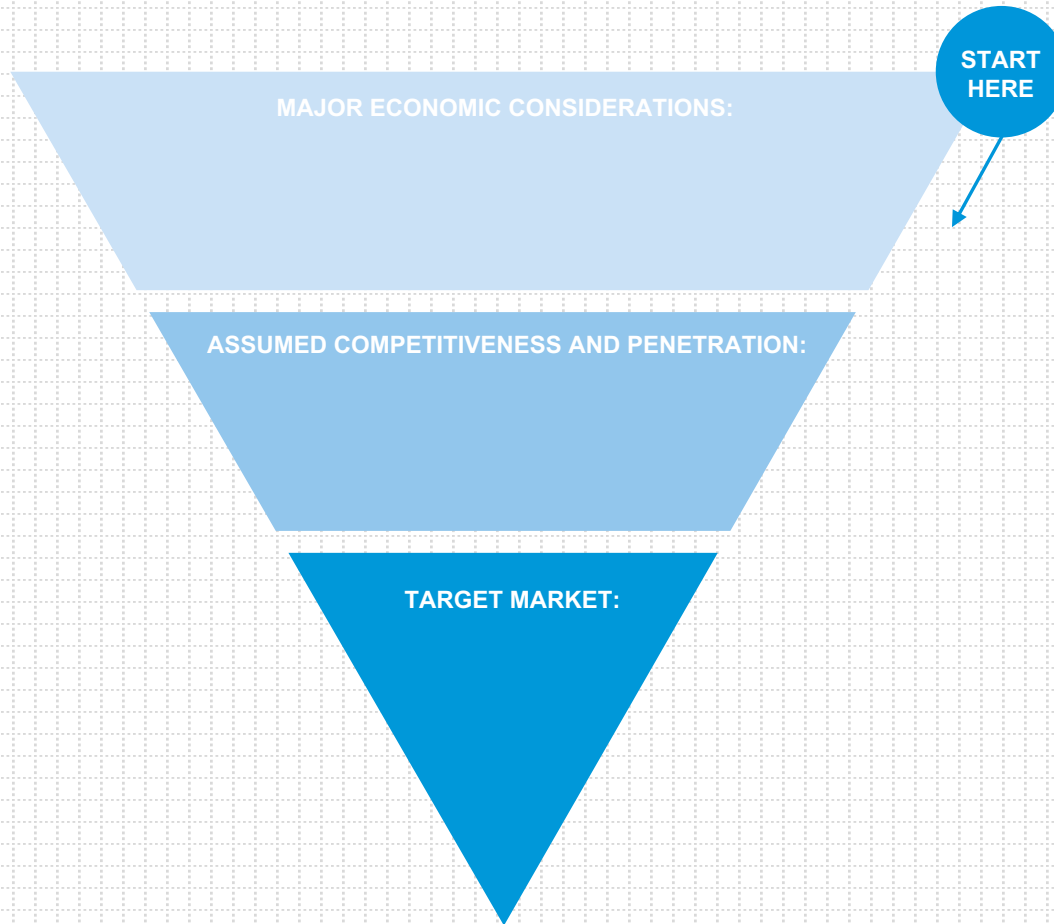 START
HERE
MAJOR ECONOMIC CONSIDERATIONS:
ASSUMED COMPETITIVENESS AND PENETRATION:
TARGET MARKET: